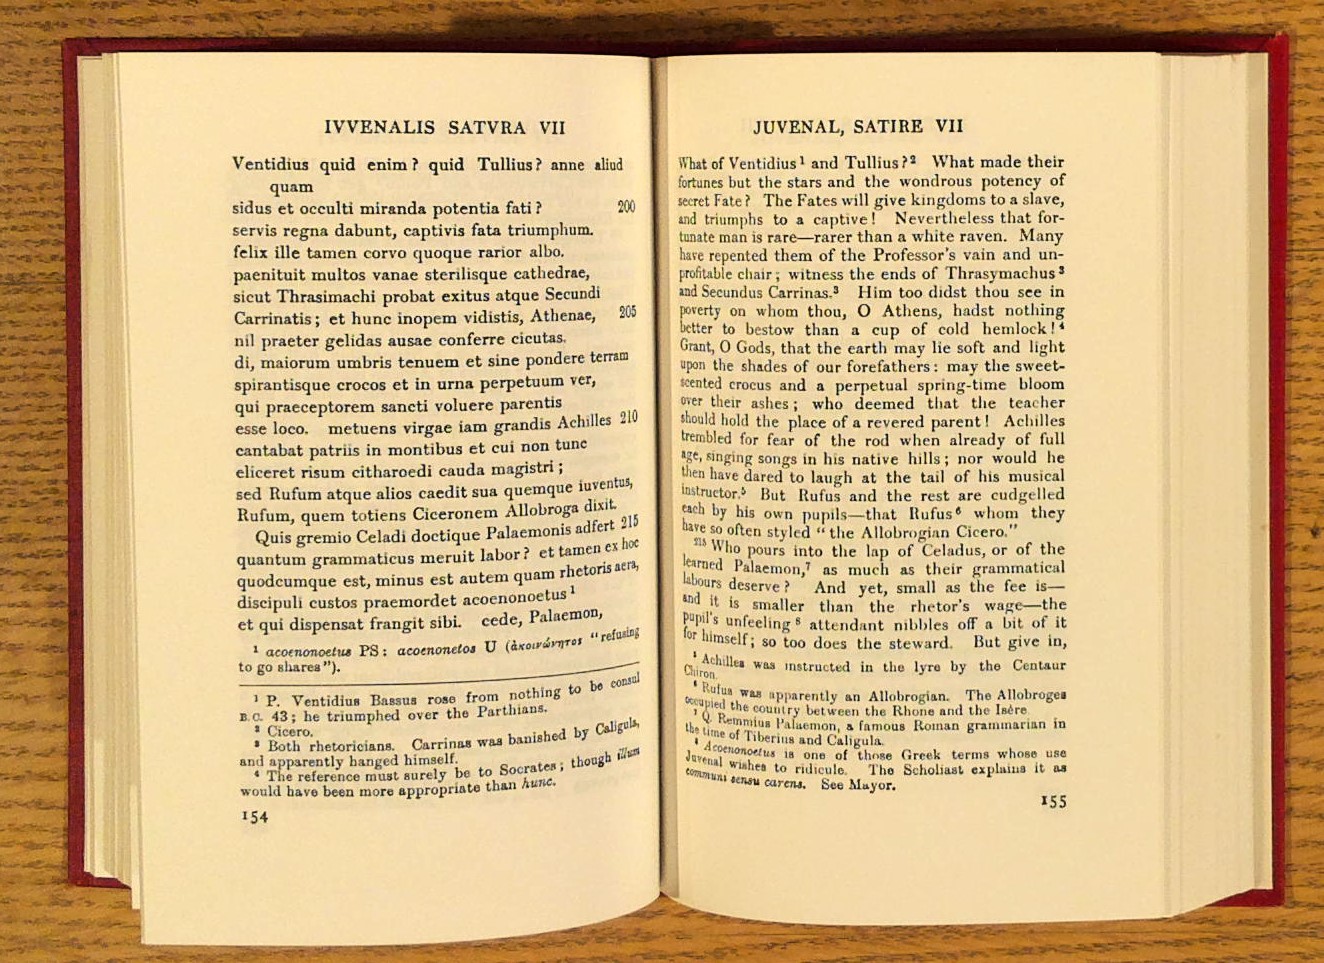 IVVENALIS SATVRA VII
Ventidius quid enim? quid Tullius? anne aliud
quam
sidus et occulti miranda potentia fati? 200
servis regna dabunt, captivis fata triumphum.
felix ille tamen corvo quoque rarior albo.
paenituit multos vanae sterilisque cathedrae,
sicut Thrasimachi probat exitus atque Secundi
Carrinatis; et hunc inopem vidistis, Athenae, 205
nil praeter gelidas ausae conferre cicutas.
di, maiorum umbris tenuem et sine pondere terram
spirantisque crocos et in urna perpetuum ver,
qui praeceptorem sancti voluere parentis
esse loco. metuens virgae iam grandis Achilles 210
cantabat patriis in montibus et cui non tunc
eliceret risum citharoedi cauda magistri;
sed Rufum atque alios caedit sua quemque iuventus,
Rufum, quem totiens Ciceronem Allobroga dixit.
Quis gremio Celadi doctique Palaemonis adfert 215
quantum grammaticus meruit labor? et tamen ex hoc
quodcumque est, minus est autem quam rhetoris aera,
discipuli custos praemordet acoenonoetus¹
et qui dispensat frangit sibi. cede, Palaemon,
¹ acoenonoetus PS: acoenonetos U (ἀκοινώνητος "refusing
to go shares").
¹ P. Ventidius Bassus rose from nothing to be consul
B.C. 43; he triumphed over the Parthians.
² Cicero.
³ Both rhetoricians. Carrinas was banished by Caligula,
and apparently hanged himself.
⁴ The reference must surely be to Socrates; though illum
would have been more appropriate than hunc.
154
JUVENAL, SATIRE VII
What of Ventidius¹ and Tullius?² What made their
fortunes but the stars and the wondrous potency of
secret Fate? The Fates will give kingdoms to a slave,
and triumphs to a captive! Nevertheless that for-
tunate man is rare—rarer than a white raven. Many
have repented them of the Professor's vain and un-
profitable chair; witness the ends of Thrasymachus³
and Secundus Carrinas.³ Him too didst thou see in
poverty on whom thou, O Athens, hadst nothing
better to bestow than a cup of cold hemlock!⁴
Grant, O Gods, that the earth may lie soft and light
upon the shades of our forefathers: may the sweet-
scented crocus and a perpetual spring-time bloom
over their ashes; who deemed that the teacher
should hold the place of a revered parent! Achilles
trembled for fear of the rod when already of full
age, singing songs in his native hills; nor would he
then have dared to laugh at the tail of his musical
instructor.⁵ But Rufus and the rest are cudgelled
each by his own pupils—that Rufus⁶ whom they
have so often styled "the Allobrogian Cicero."
²¹⁵ Who pours into the lap of Celadus, or of the
learned Palaemon,⁷ as much as their grammatical
labours deserve? And yet, small as the fee is—
and it is smaller than the rhetor's wage—the
pupil's unfeeling⁸ attendant nibbles off a bit of it
for himself; so too does the steward. But give in,
⁵ Achilles was instructed in the lyre by the Centaur
Chiron.
⁶ Rufus was apparently an Allobrogian. The Allobroges
occupied the country between the Rhone and the Isère.
⁷ Q. Remmius Palaemon, a famous Roman grammarian in
the time of Tiberius and Caligula.
⁸ Acoenonoetus is one of those Greek terms whose use
Juvenal wishes to ridicule. The Scholiast explains it as
communi sensu carens. See Mayor.
155